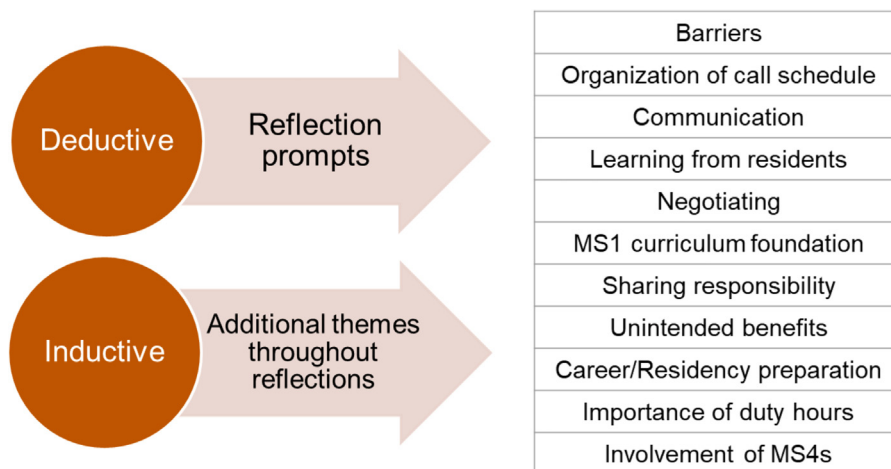 Deductive
Reflection
prompts
Inductive
Additional themes
throughout
reflections
Barriers
Organization of call schedule
Communication
Learning from residents
Negotiating
MS1 curriculum foundation
Sharing responsibility
Unintended benefits
Career/Residency preparation
Importance of duty hours
Involvement of MS4s